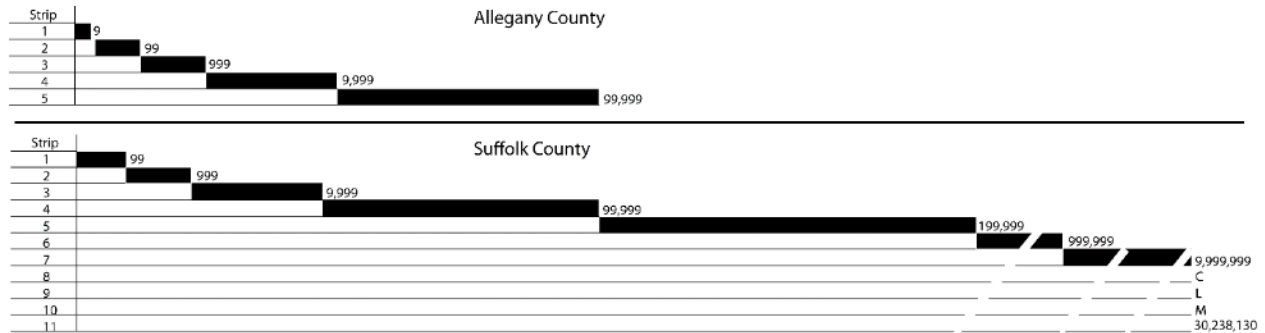 Strip Allegany County
1 9
2 99
3 999
4 9,999
5 99,999
Strip Suffolk County
1 99
2 999
3 9,999
4 99,999
5 199,999
6 999,999
7 9,999,999
8 C
9 L
10 M
11 30,238,130